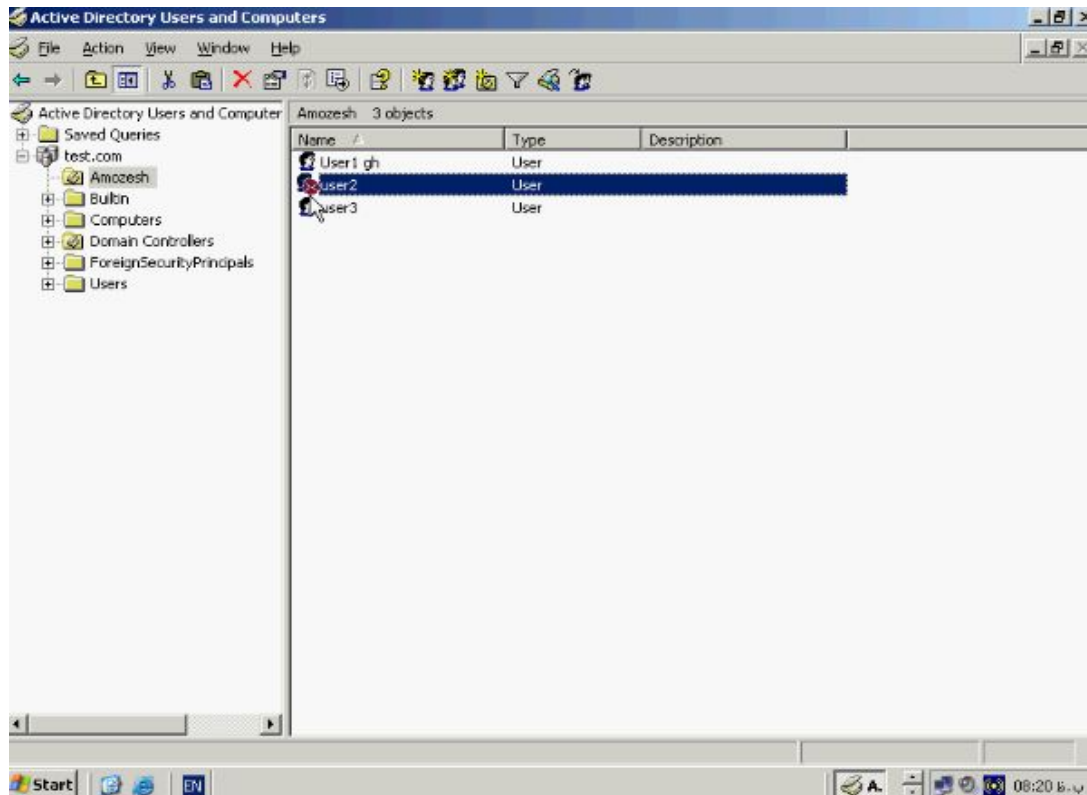 Active Directory Users and Computers
File Action View Window Help
Active Directory Users and Computer
Saved Queries
test.com
Amozesh
Builtin
Computers
Domain Controllers
ForeignSecurityPrincipals
Users
Amozesh 3 objects
Name Type Description
User1 gh User
user2 User
user3 User
Start EN A. 08:20 ب.ظ